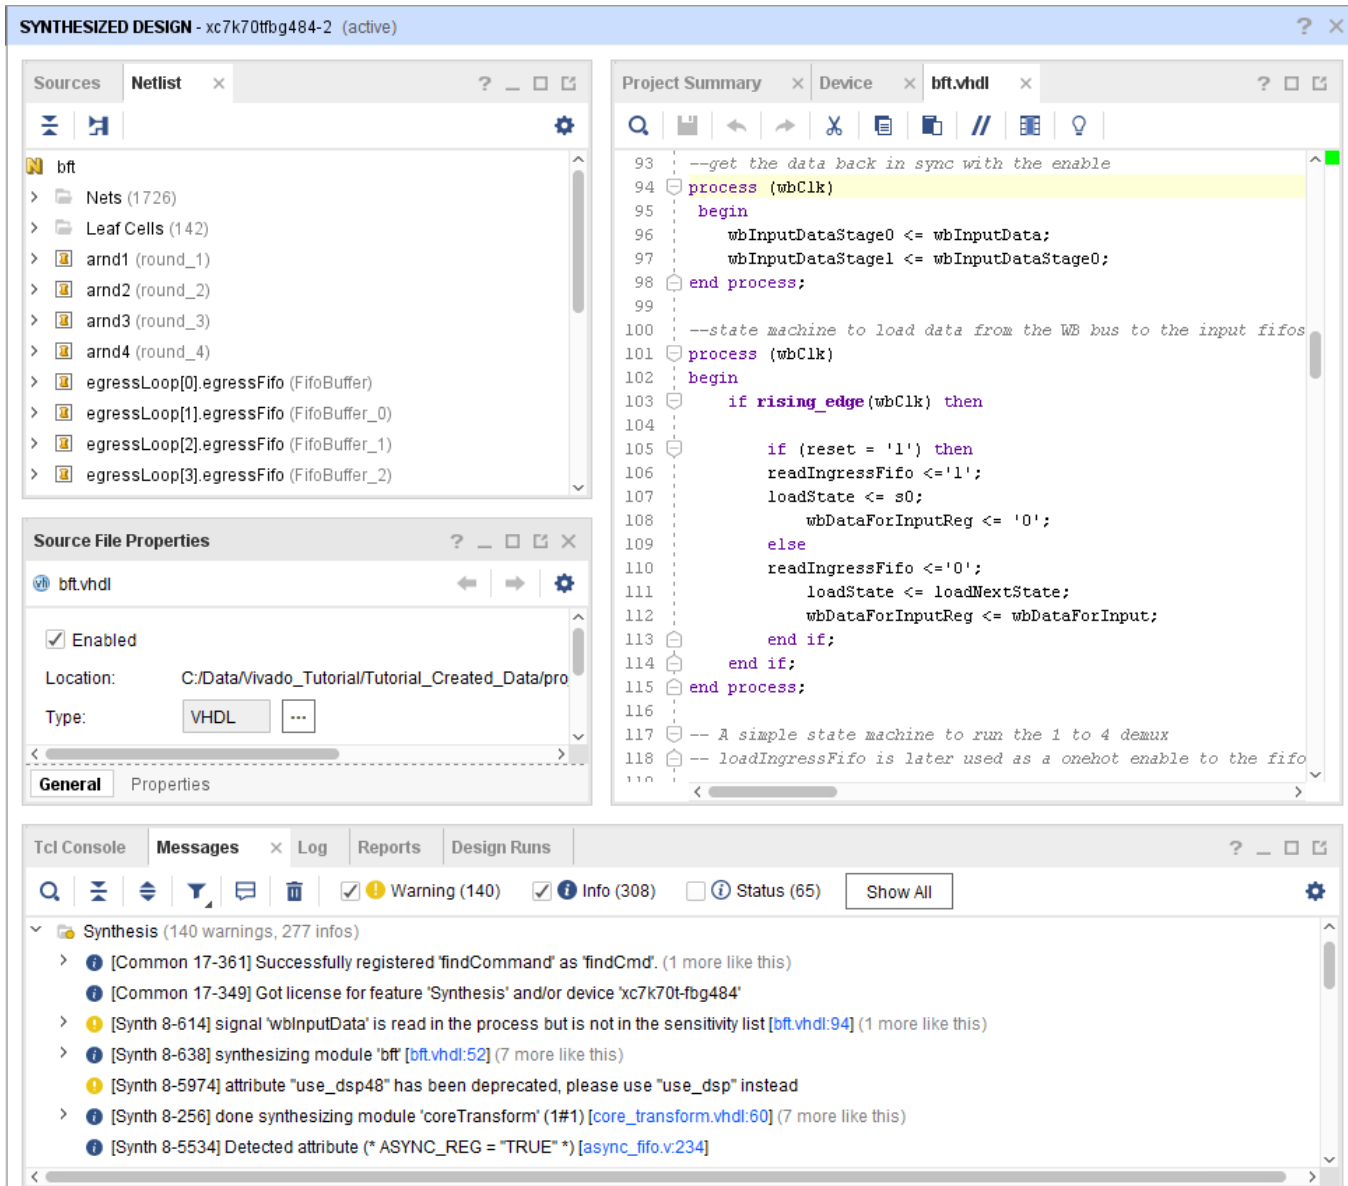 SYNTHESIZED DESIGN - xc7k70tfbg484-2 (active)
Sources Netlist
bft
Nets (1726)
Leaf Cells (142)
arnd1 (round_1)
arnd2 (round_2)
arnd3 (round_3)
arnd4 (round_4)
egressLoop[0].egressFifo (FifoBuffer)
egressLoop[1].egressFifo (FifoBuffer_0)
egressLoop[2].egressFifo (FifoBuffer_1)
egressLoop[3].egressFifo (FifoBuffer_2)
Source File Properties
bft.vhdl
Enabled
Location: C:/Data/Vivado_Tutorial/Tutorial_Created_Data/pro
Type: VHDL ...
General Properties
Project Summary Device bft.vhdl
93 --get the data back in sync with the enable
94 process (wbClk)
95 begin
96 wbInputDataStage0 <= wbInputData;
97 wbInputDataStage1 <= wbInputDataStage0;
98 end process;
99
100 --state machine to load data from the WB bus to the input fifos
101 process (wbClk)
102 begin
103 if rising_edge(wbClk) then
104
105 if (reset = '1') then
106 readIngressFifo <='1';
107 loadState <= s0;
108 wbDataForInputReg <= '0';
109 else
110 readIngressFifo <='0';
111 loadState <= loadNextState;
112 wbDataForInputReg <= wbDataForInput;
113 end if;
114 end if;
115 end process;
116
117 -- A simple state machine to run the 1 to 4 demux
118 -- loadIngressFifo is later used as a onehot enable to the fifo
119
Tcl Console Messages Log Reports Design Runs
Warning (140) Info (308) Status (65) Show All
Synthesis (140 warnings, 277 infos)
[Common 17-361] Successfully registered 'findCommand' as 'findCmd'. (1 more like this)
[Common 17-349] Got license for feature 'Synthesis' and/or device 'xc7k70t-fbg484'
[Synth 8-614] signal 'wbInputData' is read in the process but is not in the sensitivity list [bft.vhdl:94] (1 more like this)
[Synth 8-638] synthesizing module 'bft' [bft.vhdl:52] (7 more like this)
[Synth 8-5974] attribute "use_dsp48" has been deprecated, please use "use_dsp" instead
[Synth 8-256] done synthesizing module 'coreTransform' (1#1) [core_transform.vhdl:60] (7 more like this)
[Synth 8-5534] Detected attribute (* ASYNC_REG = "TRUE" *) [async_fifo.v:234]